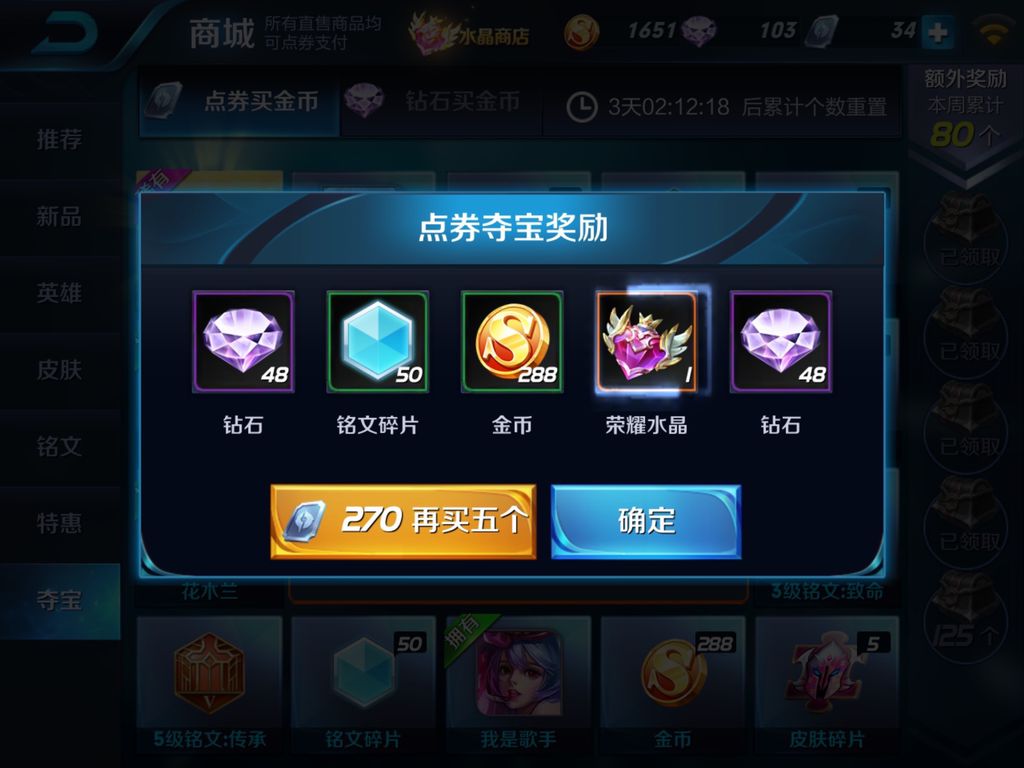 商城
所有直售商品均
可点券支付
水晶商店
1651
103
34
点券买金币
钻石买金币
3天02:12:18 后累计个数重置
额外奖励
本周累计
80个
推荐
新品
英雄
皮肤
铭文
特惠
夺宝
点券夺宝奖励
48
50
288
1
48
钻石
铭文碎片
金币
荣耀水晶
钻石
270 再买五个
确定
已领取
已领取
已领取
已领取
125个
花木兰
3级铭文:致命
50
拥有
288
5
5级铭文:传承
铭文碎片
我是歌手
金币
皮肤碎片